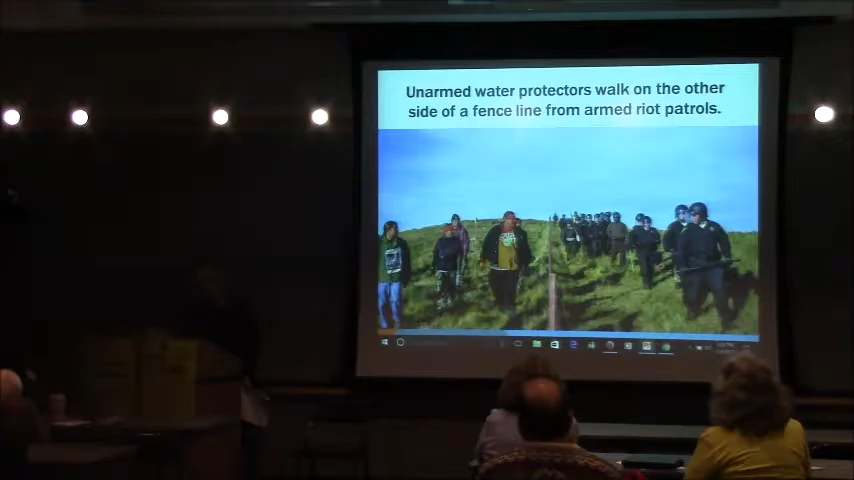 Unarmed water protectors walk on the other
side of a fence line from armed riot patrols.